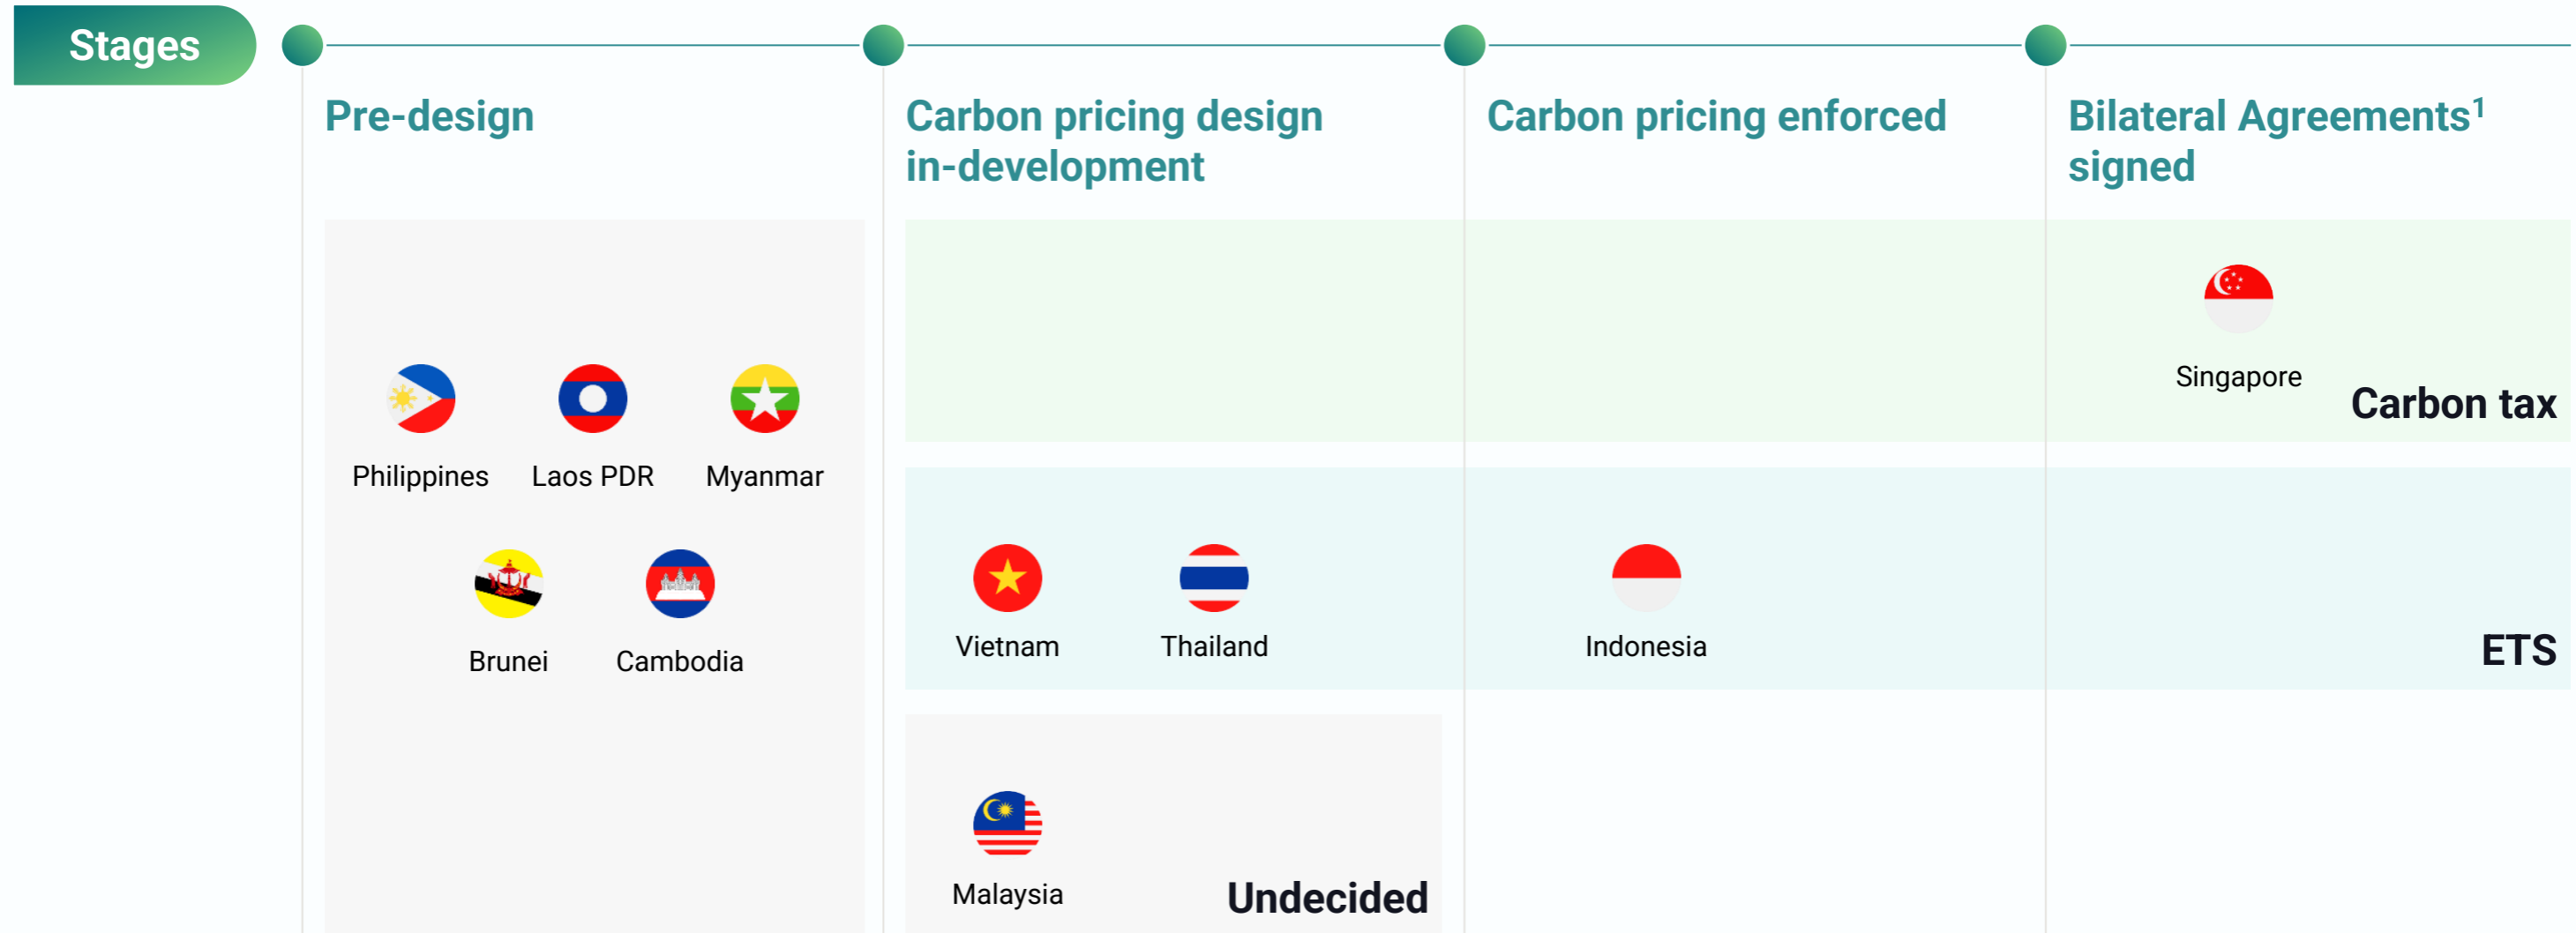 Stages
Pre-design
Carbon pricing design
in-development
Carbon pricing enforced
Bilateral Agreements¹
signed
Philippines
Laos PDR
Myanmar
Brunei
Cambodia
Singapore
Carbon tax
Vietnam
Thailand
Indonesia
ETS
Malaysia
Undecided